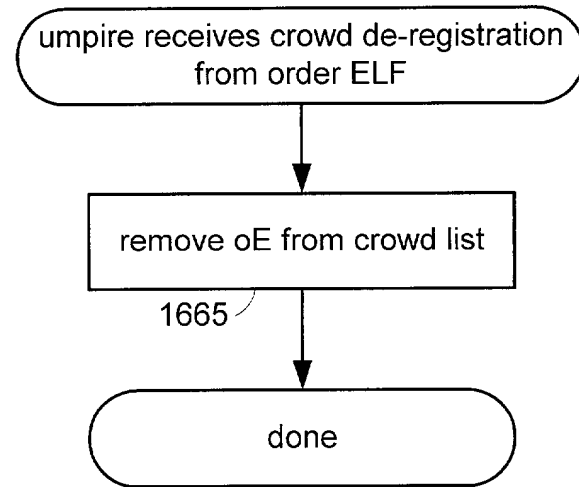 umpire receives crowd de-registration
from order ELF
remove oE from crowd list
1665
done